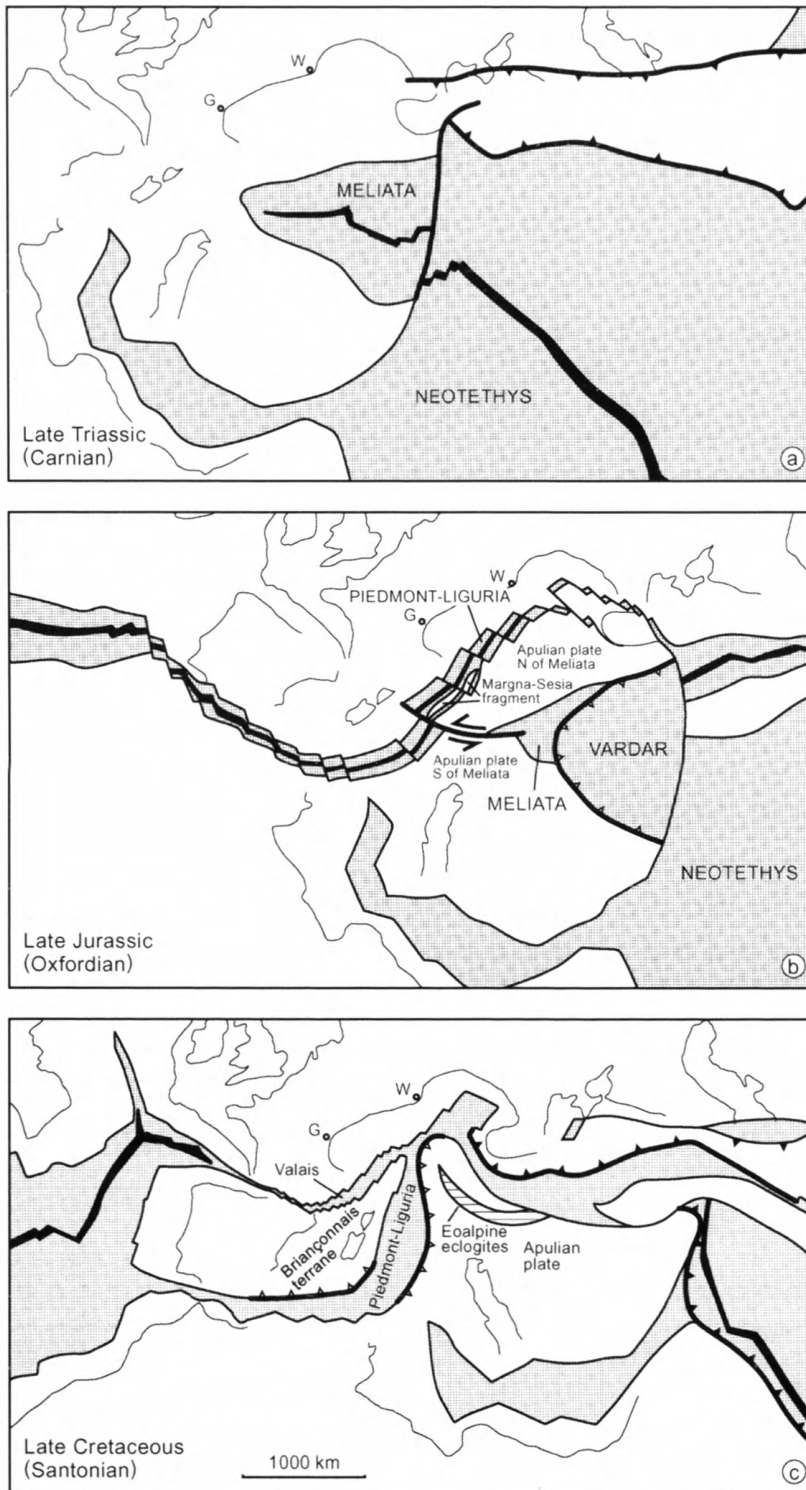 W
G
MELIATA
NEOTETHYS
Late Triassic
(Carnian)
a
W
PIEDMONT-LIGURIA
G
Apulian plate
N of Meliata
Margna-Sesia
fragment
Apulian plate
S of Meliata
VARDAR
MELIATA
NEOTETHYS
Late Jurassic
(Oxfordian)
b
W
G
Valais
Briançonnais
terrane
Piedmont-Liguria
Eoalpine
eclogites
Apulian
plate
Late Cretaceous
(Santonian)
1000 km
c